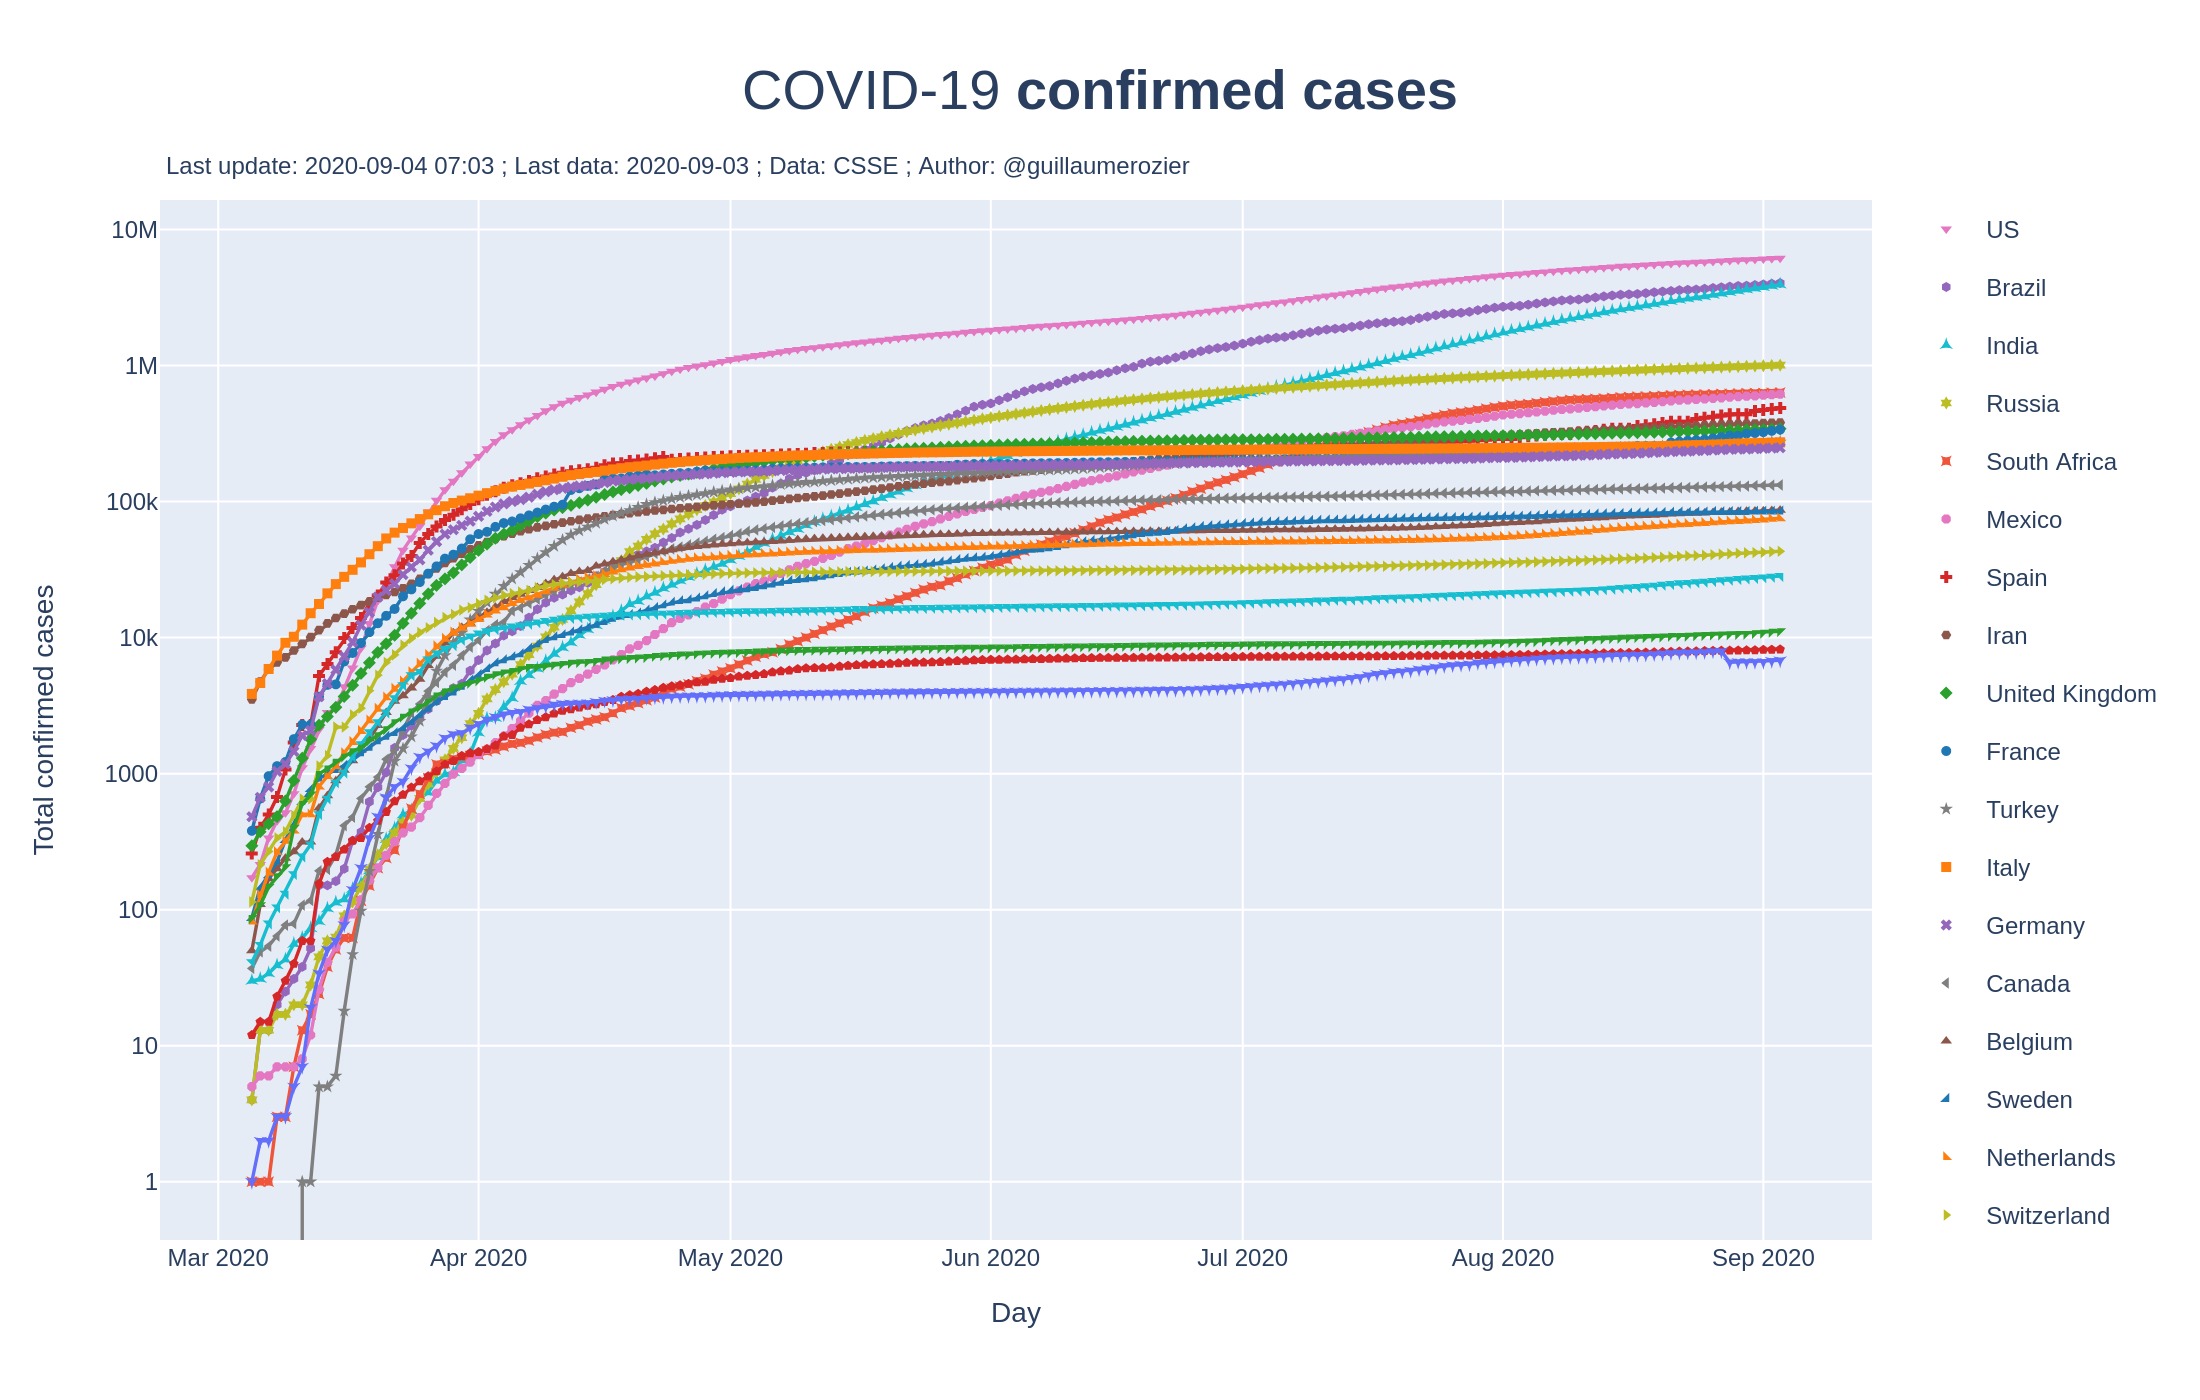 COVID-19 confirmed cases
Last update: 2020-09-04 07:03 ; Last data: 2020-09-03 ; Data: CSSE ; Author: @guillaumerozier
10M
1M
100k
10k
1000
100
10
1
Total confirmed cases
Mar 2020
Apr 2020
May 2020
Jun 2020
Jul 2020
Aug 2020
Sep 2020
Day
US
Brazil
India
Russia
South Africa
Mexico
Spain
Iran
United Kingdom
France
Turkey
Italy
Germany
Canada
Belgium
Sweden
Netherlands
Switzerland